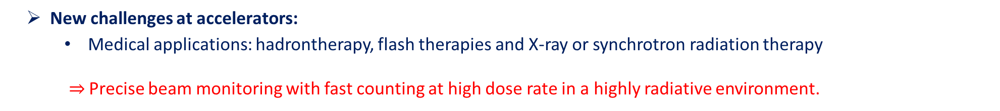 ➢ New challenges at accelerators:
• Medical applications: hadrontherapy, flash therapies and X-ray or synchrotron radiation therapy
⇒ Precise beam monitoring with fast counting at high dose rate in a highly radiative environment.